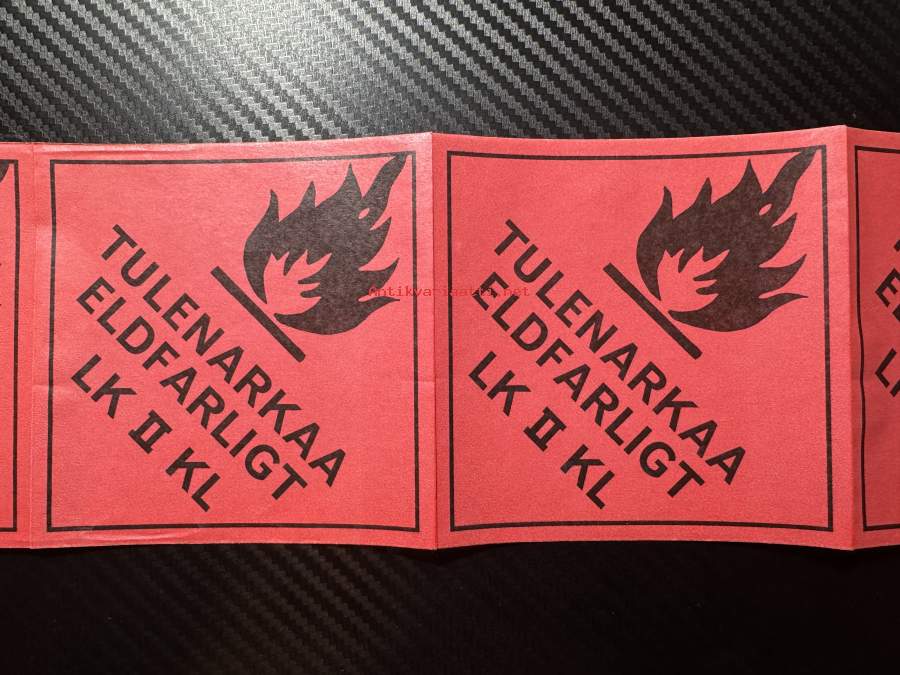 TULENARKAA
ELDFARLIGT
LK II KL
TULENARKAA
ELDFARLIGT
LK II KL
Antikvariaatti.net